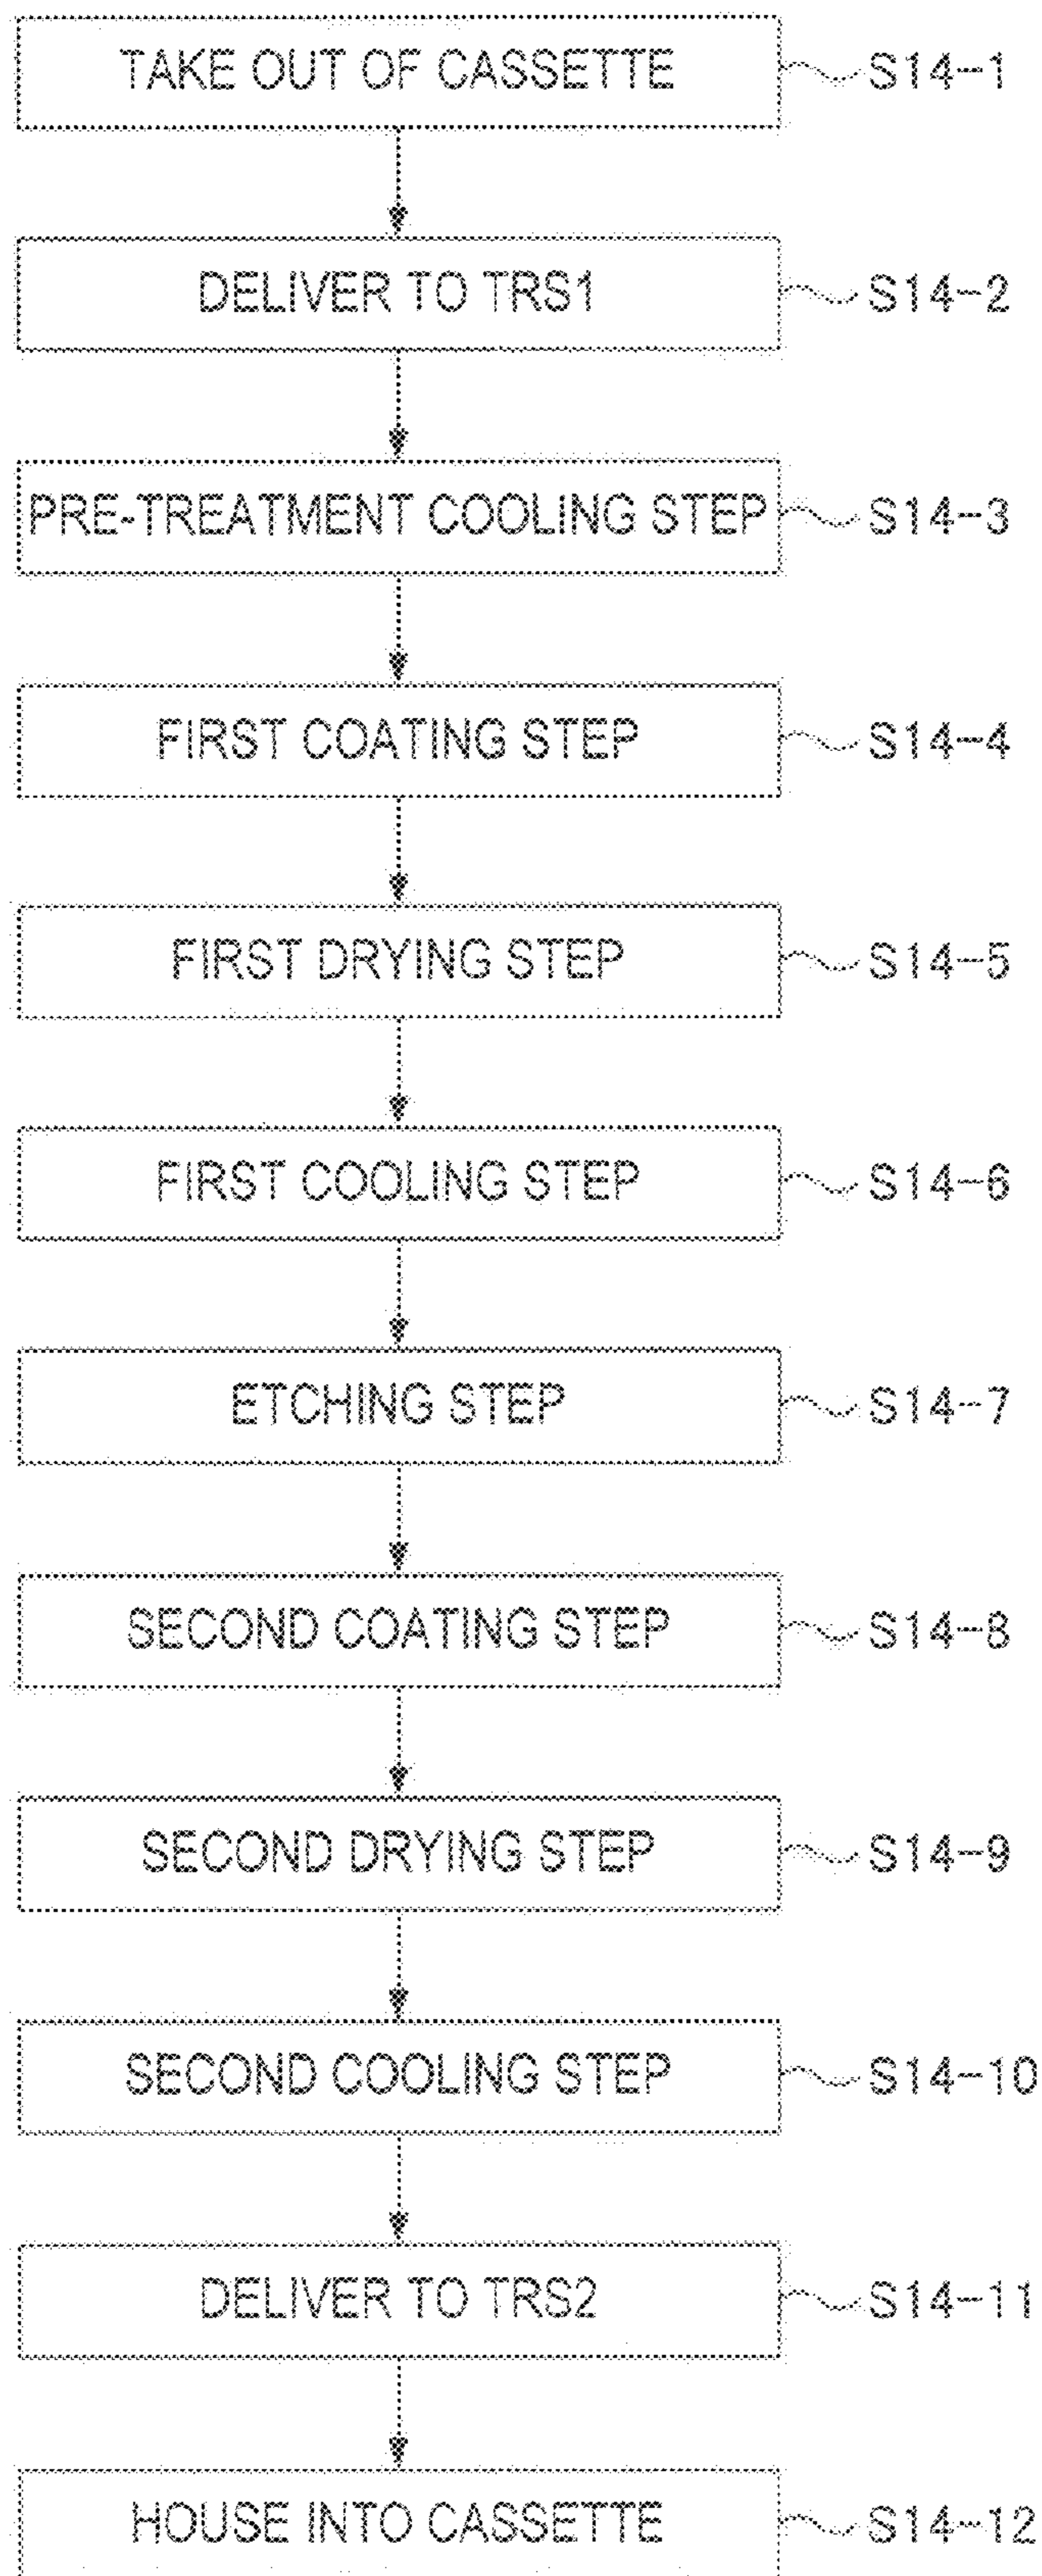 TAKE OUT OF CASSETTE S14-1
DELIVER TO TRS1 S14-2
PRE-TREATMENT COOLING STEP S14-3
FIRST COATING STEP S14-4
FIRST DRYING STEP S14-5
FIRST COOLING STEP S14-6
ETCHING STEP S14-7
SECOND COATING STEP S14-8
SECOND DRYING STEP S14-9
SECOND COOLING STEP S14-10
DELIVER TO TRS2 S14-11
HOUSE INTO CASSETTE S14-12